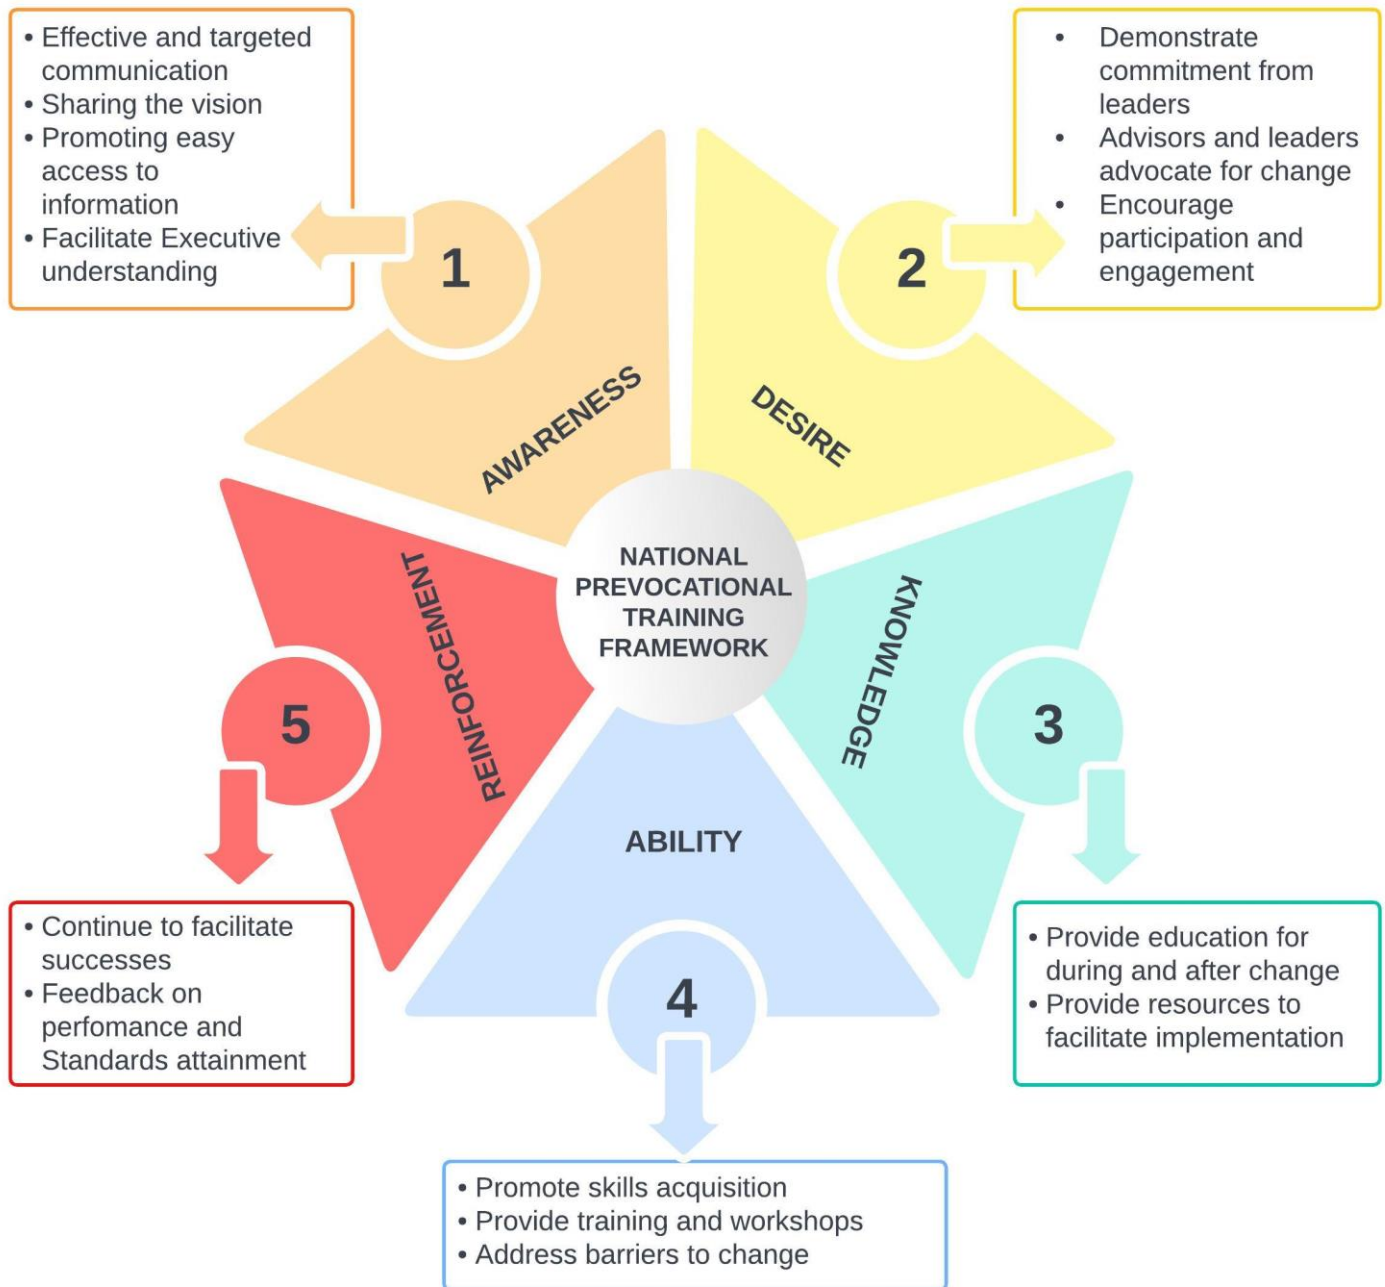 • Effective and targeted
communication
• Sharing the vision
• Promoting easy
access to
information
• Facilitate Executive
understanding
1
AWARENESS
• Demonstrate
commitment from
leaders
• Advisors and leaders
advocate for change
• Encourage
participation and
engagement
2
DESIRE
NATIONAL
PREVOCATIONAL
TRAINING
FRAMEWORK
KNOWLEDGE
3
• Provide education for
during and after change
• Provide resources to
facilitate implementation
ABILITY
4
• Promote skills acquisition
• Provide training and workshops
• Address barriers to change
REINFORCEMENT
5
• Continue to facilitate
successes
• Feedback on
perfomance and
Standards attainment